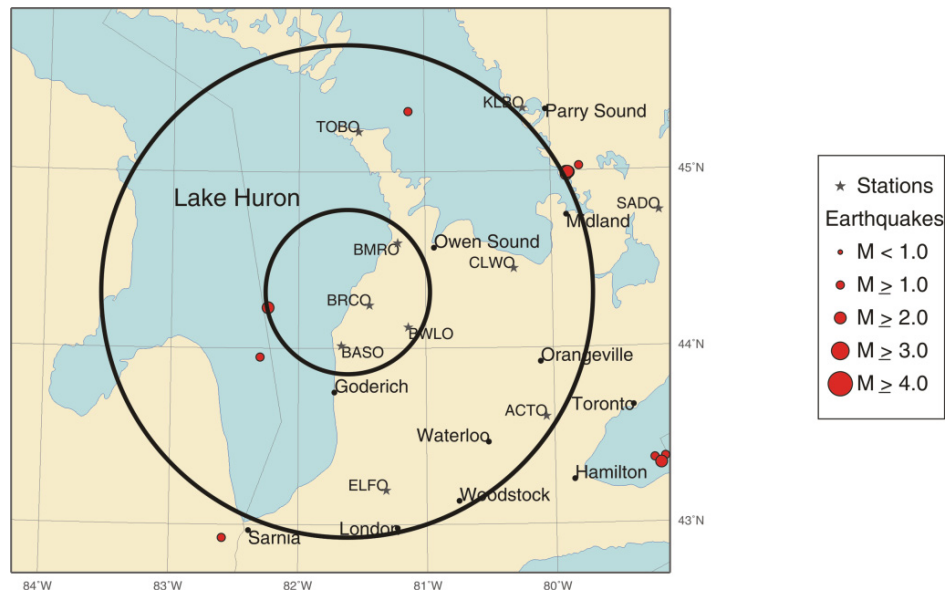 KLBO
Parry Sound
TOBO
45˚N
Lake Huron
SADO
Midland
Owen Sound
BMRO
CLWO
BRCO
BWLO
44˚N
BASO
Orangeville
Goderich
ACTO
Toronto
Waterloo
Hamilton
ELFO
Woodstock
43˚N
London
Sarnia
84˚W
83˚W
82˚W
81˚W
80˚W
Stations
Earthquakes
M < 1.0
M ≥ 1.0
M ≥ 2.0
M ≥ 3.0
M ≥ 4.0